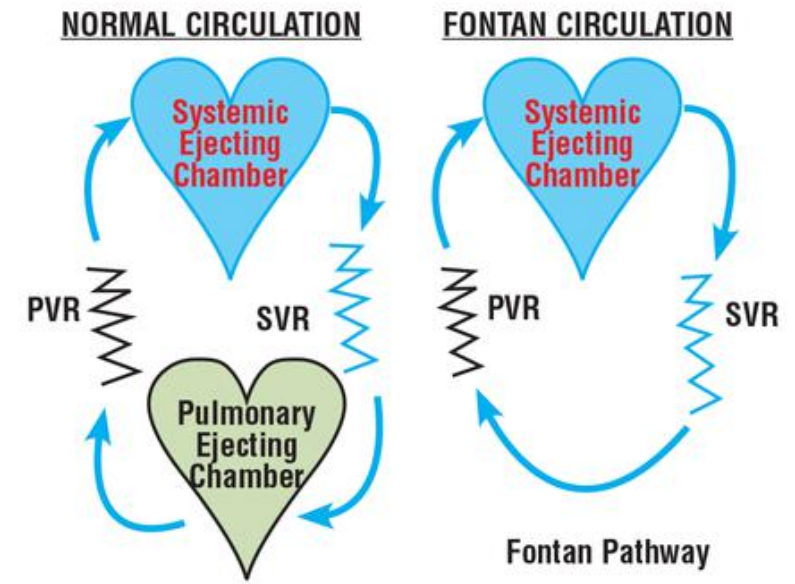 NORMAL CIRCULATION
Systemic
Ejecting
Chamber
PVR
SVR
Pulmonary
Ejecting
Chamber
FONTAN CIRCULATION
Systemic
Ejecting
Chamber
PVR
SVR
Fontan Pathway